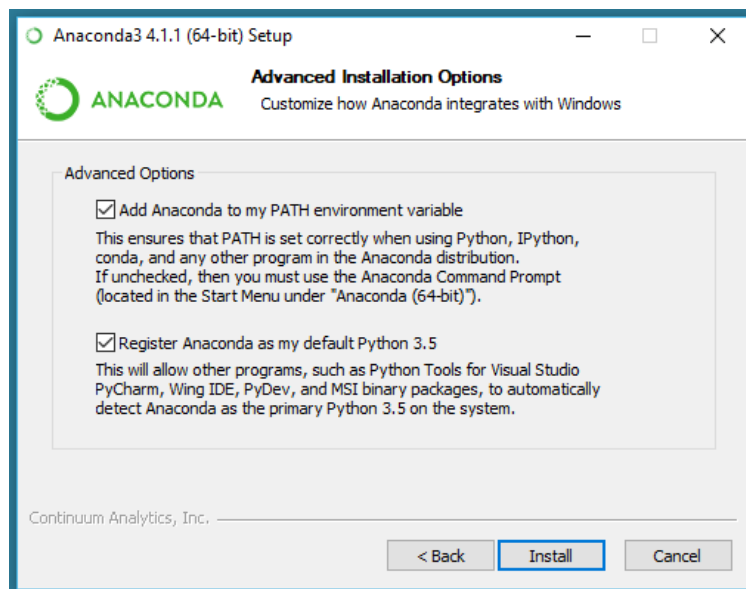 Anaconda3 4.1.1 (64-bit) Setup
ANACONDA
Advanced Installation Options
Customize how Anaconda integrates with Windows
Advanced Options
Add Anaconda to my PATH environment variable
This ensures that PATH is set correctly when using Python, IPython,
conda, and any other program in the Anaconda distribution.
If unchecked, then you must use the Anaconda Command Prompt
(located in the Start Menu under "Anaconda (64-bit)").
Register Anaconda as my default Python 3.5
This will allow other programs, such as Python Tools for Visual Studio
PyCharm, Wing IDE, PyDev, and MSI binary packages, to automatically
detect Anaconda as the primary Python 3.5 on the system.
Continuum Analytics, Inc.
< Back Install Cancel